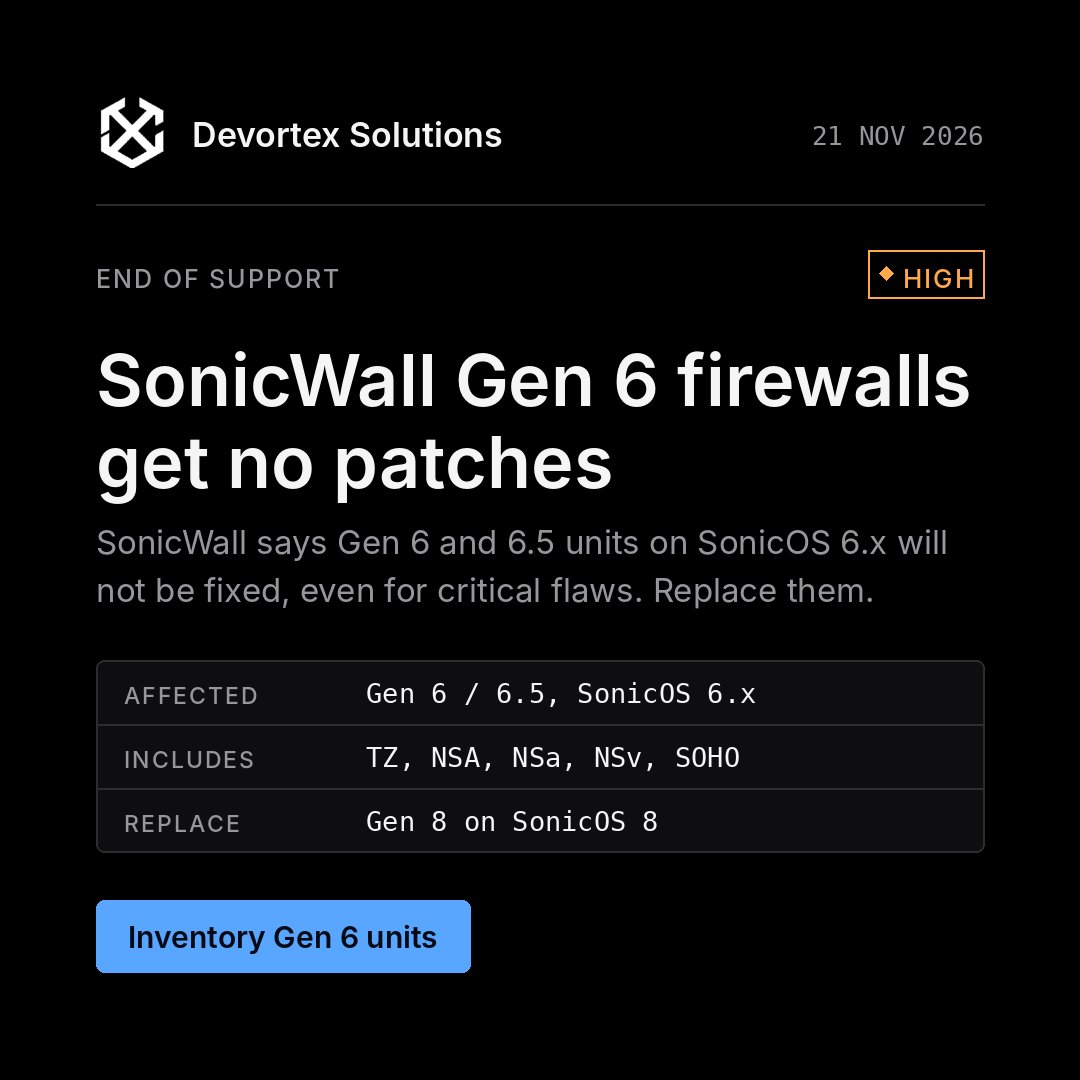 Devortex Solutions
21 NOV 2026
END OF SUPPORT
HIGH
SonicWall Gen 6 firewalls
get no patches
SonicWall says Gen 6 and 6.5 units on SonicOS 6.x will
not be fixed, even for critical flaws. Replace them.
AFFECTED Gen 6 / 6.5, SonicOS 6.x
INCLUDES TZ, NSA, NSa, NSv, SOHO
REPLACE Gen 8 on SonicOS 8
Inventory Gen 6 units